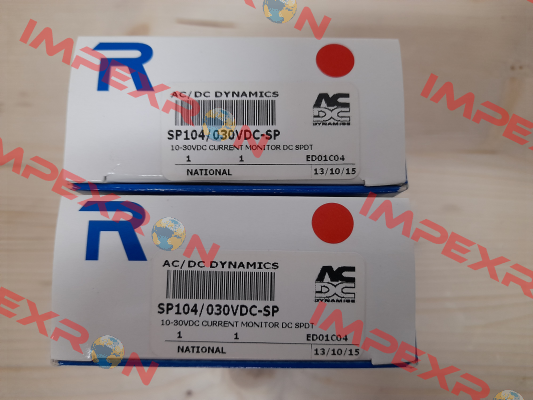 R
AC/DC DYNAMICS
AC
DC
DYNAMICS
SP104/030VDC-SP
10-30VDC CURRENT MONITOR DC SPDT
1 1 ED01C04
NATIONAL 13/10/15
R
AC/DC DYNAMICS
AC
DC
DYNAMICS
SP104/030VDC-SP
10-30VDC CURRENT MONITOR DC SPDT
1 1 ED01C04
NATIONAL 13/10/15
IMPEXRON
IMPEXRON
IMPEXRON
IMPEXRON
IMPEXRON